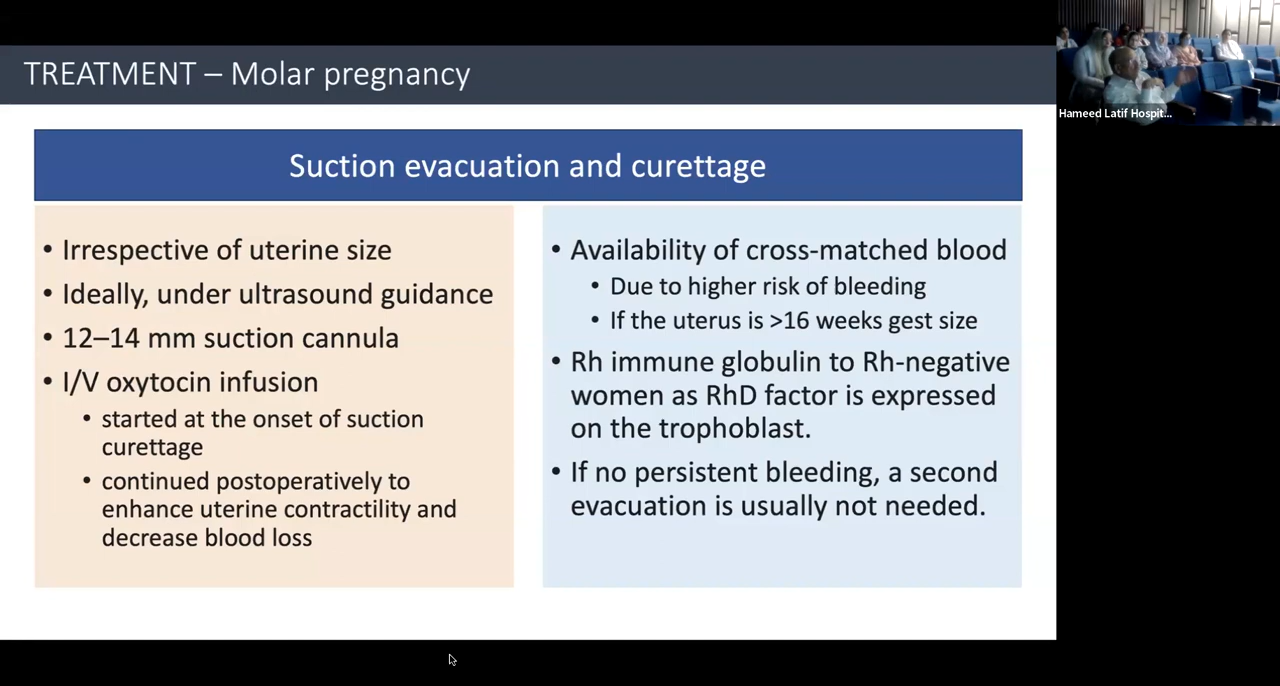 TREATMENT – Molar pregnancy
Suction evacuation and curettage
• Irrespective of uterine size
• Ideally, under ultrasound guidance
• 12–14 mm suction cannula
• I/V oxytocin infusion
• started at the onset of suction
curettage
• continued postoperatively to
enhance uterine contractility and
decrease blood loss
• Availability of cross-matched blood
• Due to higher risk of bleeding
• If the uterus is >16 weeks gest size
• Rh immune globulin to Rh-negative
women as RhD factor is expressed
on the trophoblast.
• If no persistent bleeding, a second
evacuation is usually not needed.
Hameed Latif Hospit...